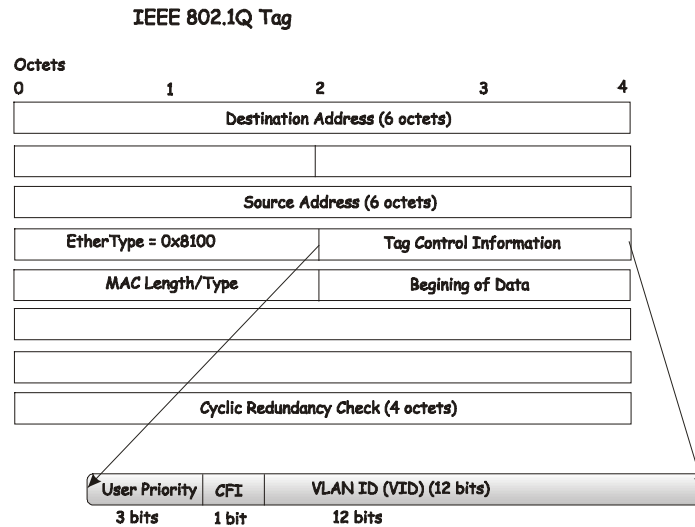 IEEE 802.1Q Tag
Octets
0 1 2 3 4
Destination Address (6 octets)
Source Address (6 octets)
EtherType = 0x8100 Tag Control Information
MAC Length/Type Begining of Data
Cyclic Redundancy Check (4 octets)
User Priority CFI VLAN ID (VID) (12 bits)
3 bits 1 bit 12 bits